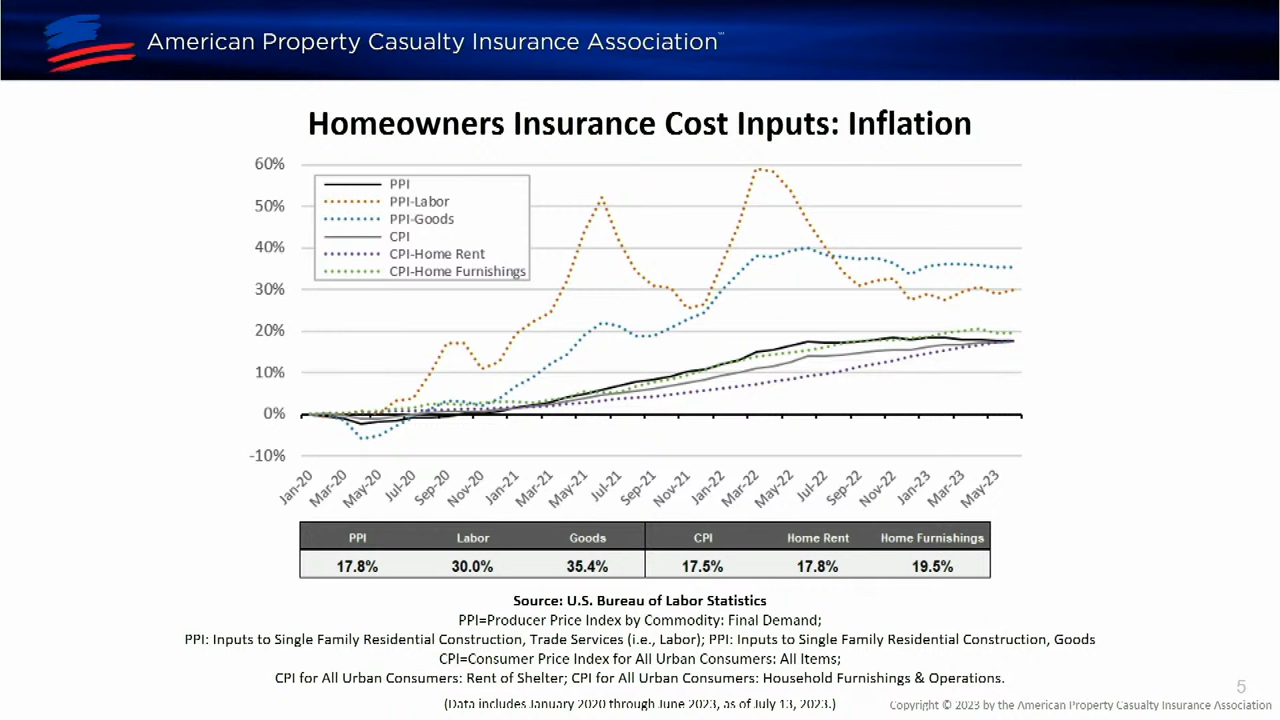 American Property Casualty Insurance Association™
Homeowners Insurance Cost Inputs: Inflation
60%
50%
40%
30%
20%
10%
0%
-10%
PPI
PPI-Labor
PPI-Goods
CPI
CPI-Home Rent
CPI-Home Furnishings
Jan-20 Mar-20 May-20 Jul-20 Sep-20 Nov-20 Jan-21 Mar-21 May-21 Jul-21 Sep-21 Nov-21 Jan-22 Mar-22 May-22 Jul-22 Sep-22 Nov-22 Jan-23 Mar-23 May-23
PPI Labor Goods CPI Home Rent Home Furnishings
17.8% 30.0% 35.4% 17.5% 17.8% 19.5%
Source: U.S. Bureau of Labor Statistics
PPI=Producer Price Index by Commodity: Final Demand;
PPI: Inputs to Single Family Residential Construction, Trade Services (i.e., Labor); PPI: Inputs to Single Family Residential Construction, Goods
CPI=Consumer Price Index for All Urban Consumers: All Items;
CPI for All Urban Consumers: Rent of Shelter; CPI for All Urban Consumers: Household Furnishings & Operations.
(Data includes January 2020 through June 2023, as of July 13, 2023.)
5
Copyright © 2023 by the American Property Casualty Insurance Association